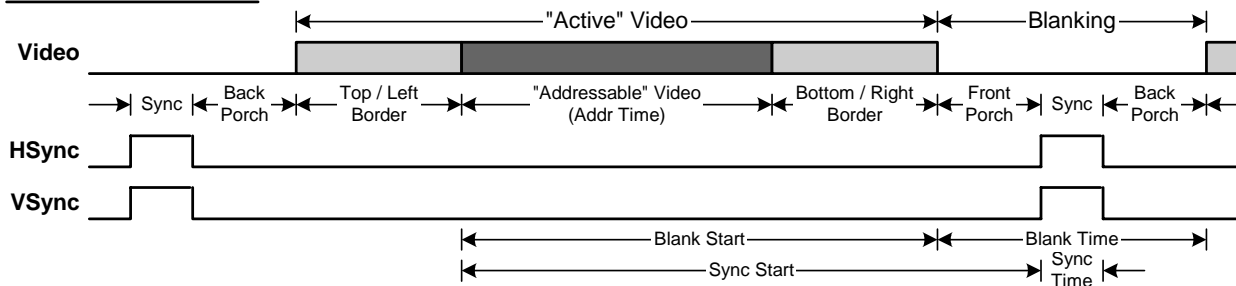 "Active" Video
Blanking
Video
Sync
Back Porch
Top / Left Border
"Addressable" Video
(Addr Time)
Bottom / Right Border
Front Porch
Sync
Back Porch
HSync
VSync
Blank Start
Blank Time
Sync Start
Sync Time